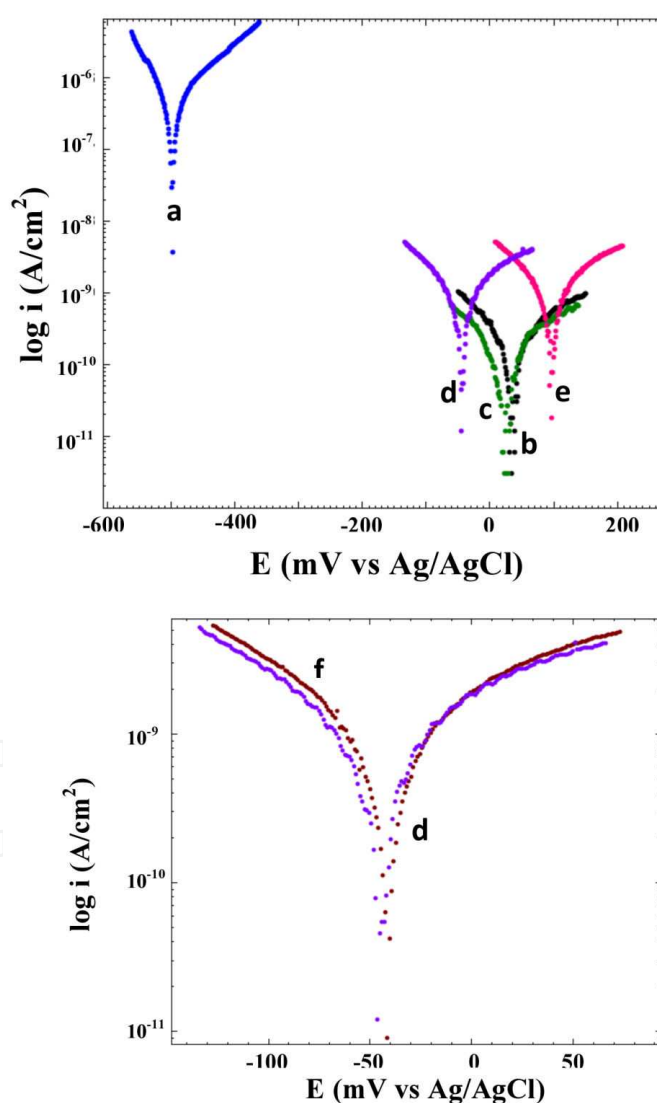 10⁻⁶
10⁻⁷
10⁻⁸
10⁻⁹
10⁻¹⁰
10⁻¹¹
log i (A/cm²)
a
d
c
b
e
-600 -400 -200 0 200
E (mV vs Ag/AgCl)
f
d
10⁻⁹
10⁻¹⁰
10⁻¹¹
log i (A/cm²)
-100 -50 0 50
E (mV vs Ag/AgCl)